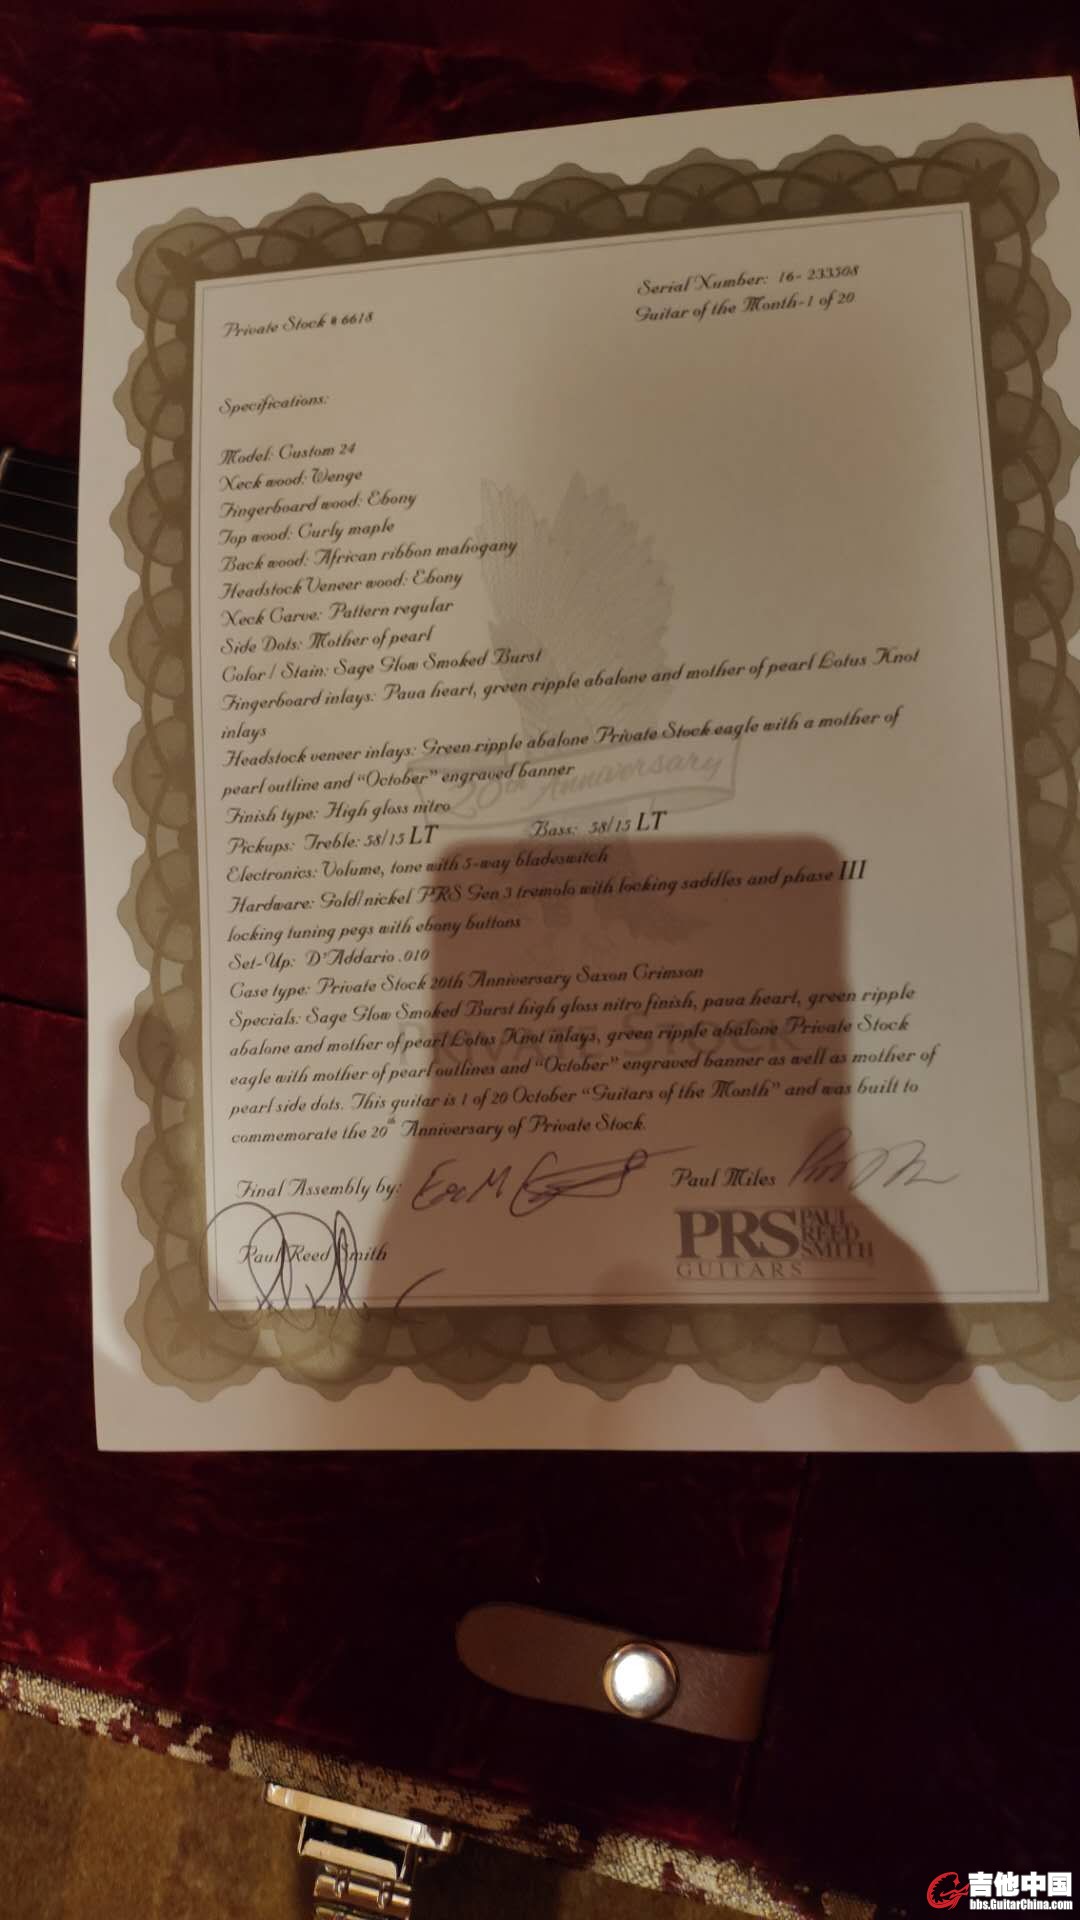 Private Stock # 6618
Serial Number: 16- 233508
Guitar of the Month-1 of 20
Specifications:
Model: Custom 24
Neck wood: Wenge
Fingerboard wood: Ebony
Top wood: Curly maple
Back wood: African ribbon mahogany
Headstock Veneer wood: Ebony
Neck Carve: Pattern regular
Side Dots: Mother of pearl
Color / Stain: Sage Glow Smoked Burst
Fingerboard inlays: Paua heart, green ripple abalone and mother of pearl Lotus Knot
inlays
Headstock veneer inlays: Green ripple abalone Private Stock eagle with a mother of
pearl outline and “October” engraved banner
20th Anniversary
Finish type: High gloss nitro
Pickups: Treble: 58/15 LT Bass: 58/15 LT
Electronics: Volume, tone with 5-way bladeswitch
Hardware: Gold/nickel PRS Gen 3 tremolo with locking saddles and phase III
locking tuning pegs with ebony buttons
Set-Up: D'Addario .010
Case type: Private Stock 20th Anniversary Saxon Crimson
Specials: Sage Glow Smoked Burst high gloss nitro finish, paua heart, green ripple
abalone and mother of pearl Lotus Knot inlays, green ripple abalone Private Stock
PRIVATE STOCK
eagle with mother of pearl outlines and “October” engraved banner as well as mother of
pearl side dots. This guitar is 1 of 20 October “Guitars of the Month” and was built to
commemorate the 20th Anniversary of Private Stock.
Final Assembly by:
Paul Miles
Paul Reed Smith
PRS PAUL
REED
SMITH
GUITARS
吉他中国
bbs.GuitarChina.com